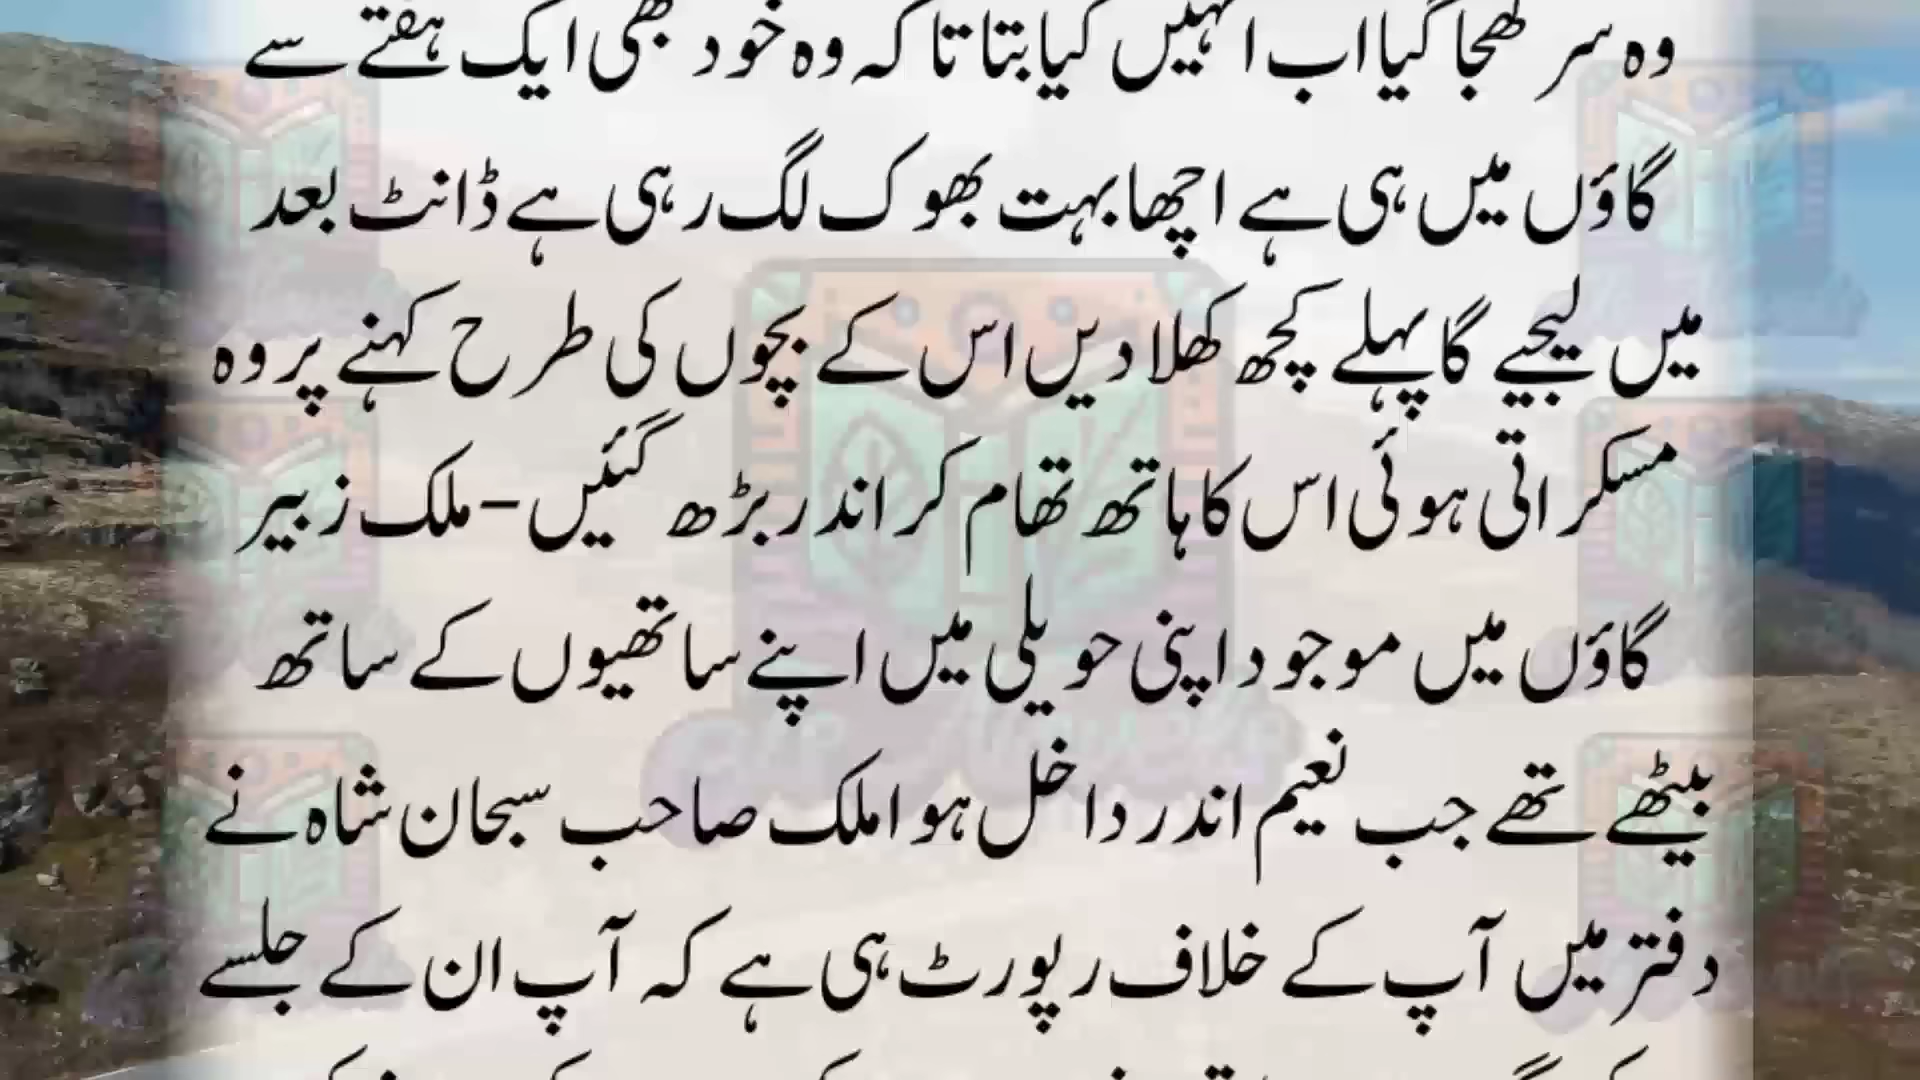 وہ سر کھجا گیا اب انہیں کیا بتاتا کہ وہ خود بھی ایک ہفتے سے
گاؤں میں ہی ہے اچھا بہت بھوک لگ رہی ہے ڈانٹ بعد
میں لیجیے گا پہلے کچھ کھلا دیں اس کے بچوں کی طرح کہنے پر وہ
مسکراتی ہوئی اس کا ہاتھ تھام کر اندر بڑھ گئیں - ملک زبیر
گاؤں میں موجود اپنی حویلی میں اپنے ساتھیوں کے ساتھ
بیٹھے تھے جب نعیم اندر داخل ہوا ملک صاحب سبحان شاہ نے
دفتر میں آپ کے خلاف رپورٹ ہی ہے کہ آپ ان کے جلسے